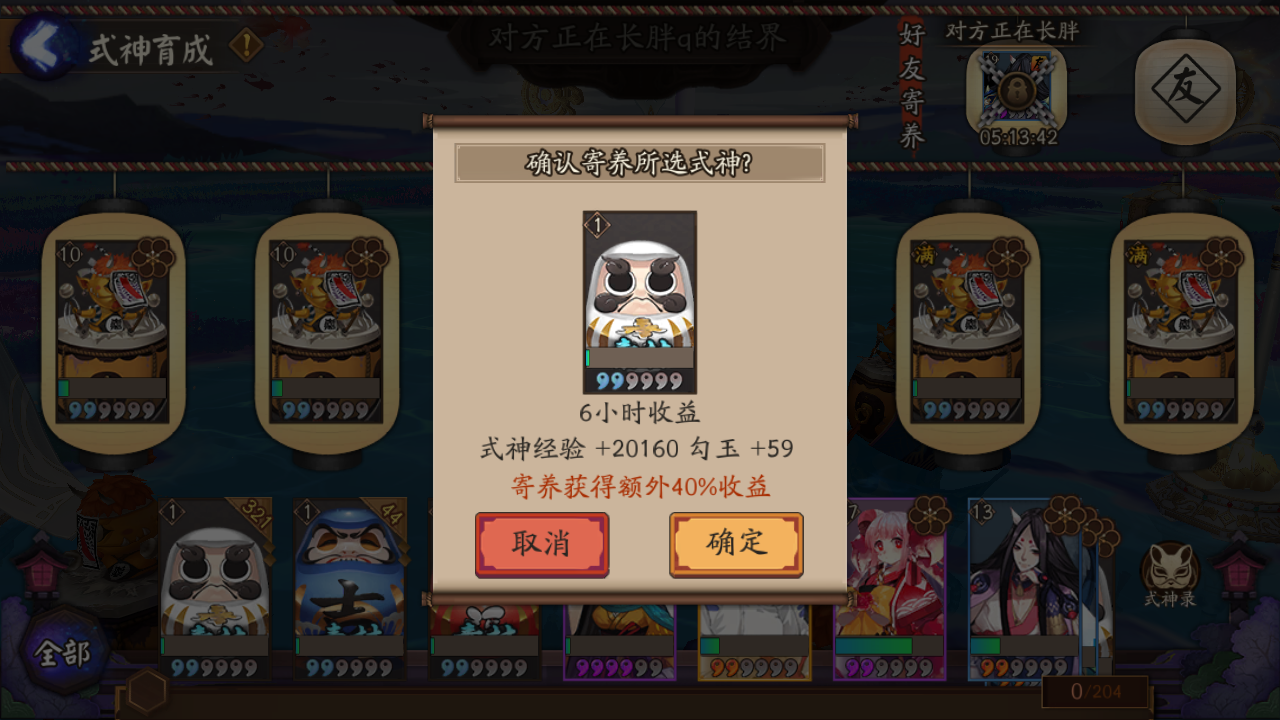 式神育成
对方正在长胖q的结界
好友寄养
对方正在长胖
05:13:42
友
确认寄养所选式神?
10
10
1
满
满
6小时收益
式神经验 +20160 勾玉 +59
寄养获得额外40%收益
取消
确定
1
321
1
44
7
13
式神录
全部
0/204